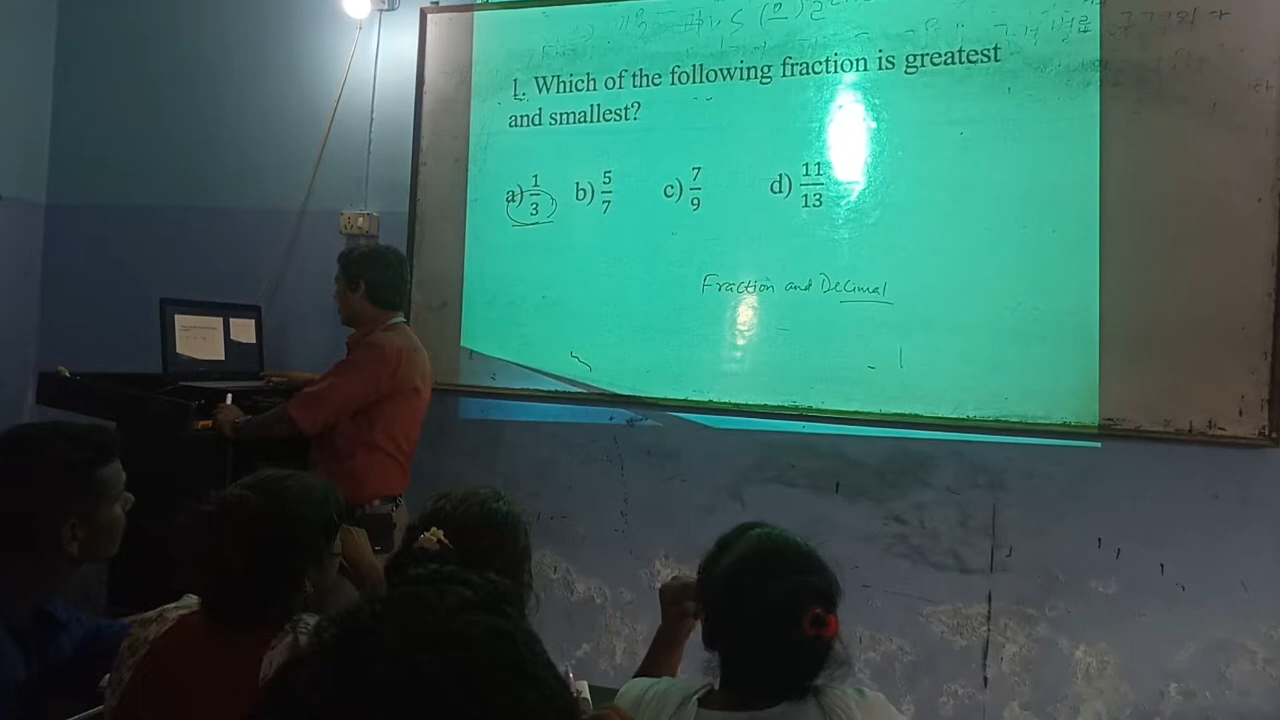 1. Which of the following fraction is greatest
and smallest?
a) 1/3 b) 5/7 c) 7/9 d) 11/13
Fraction and Decimal